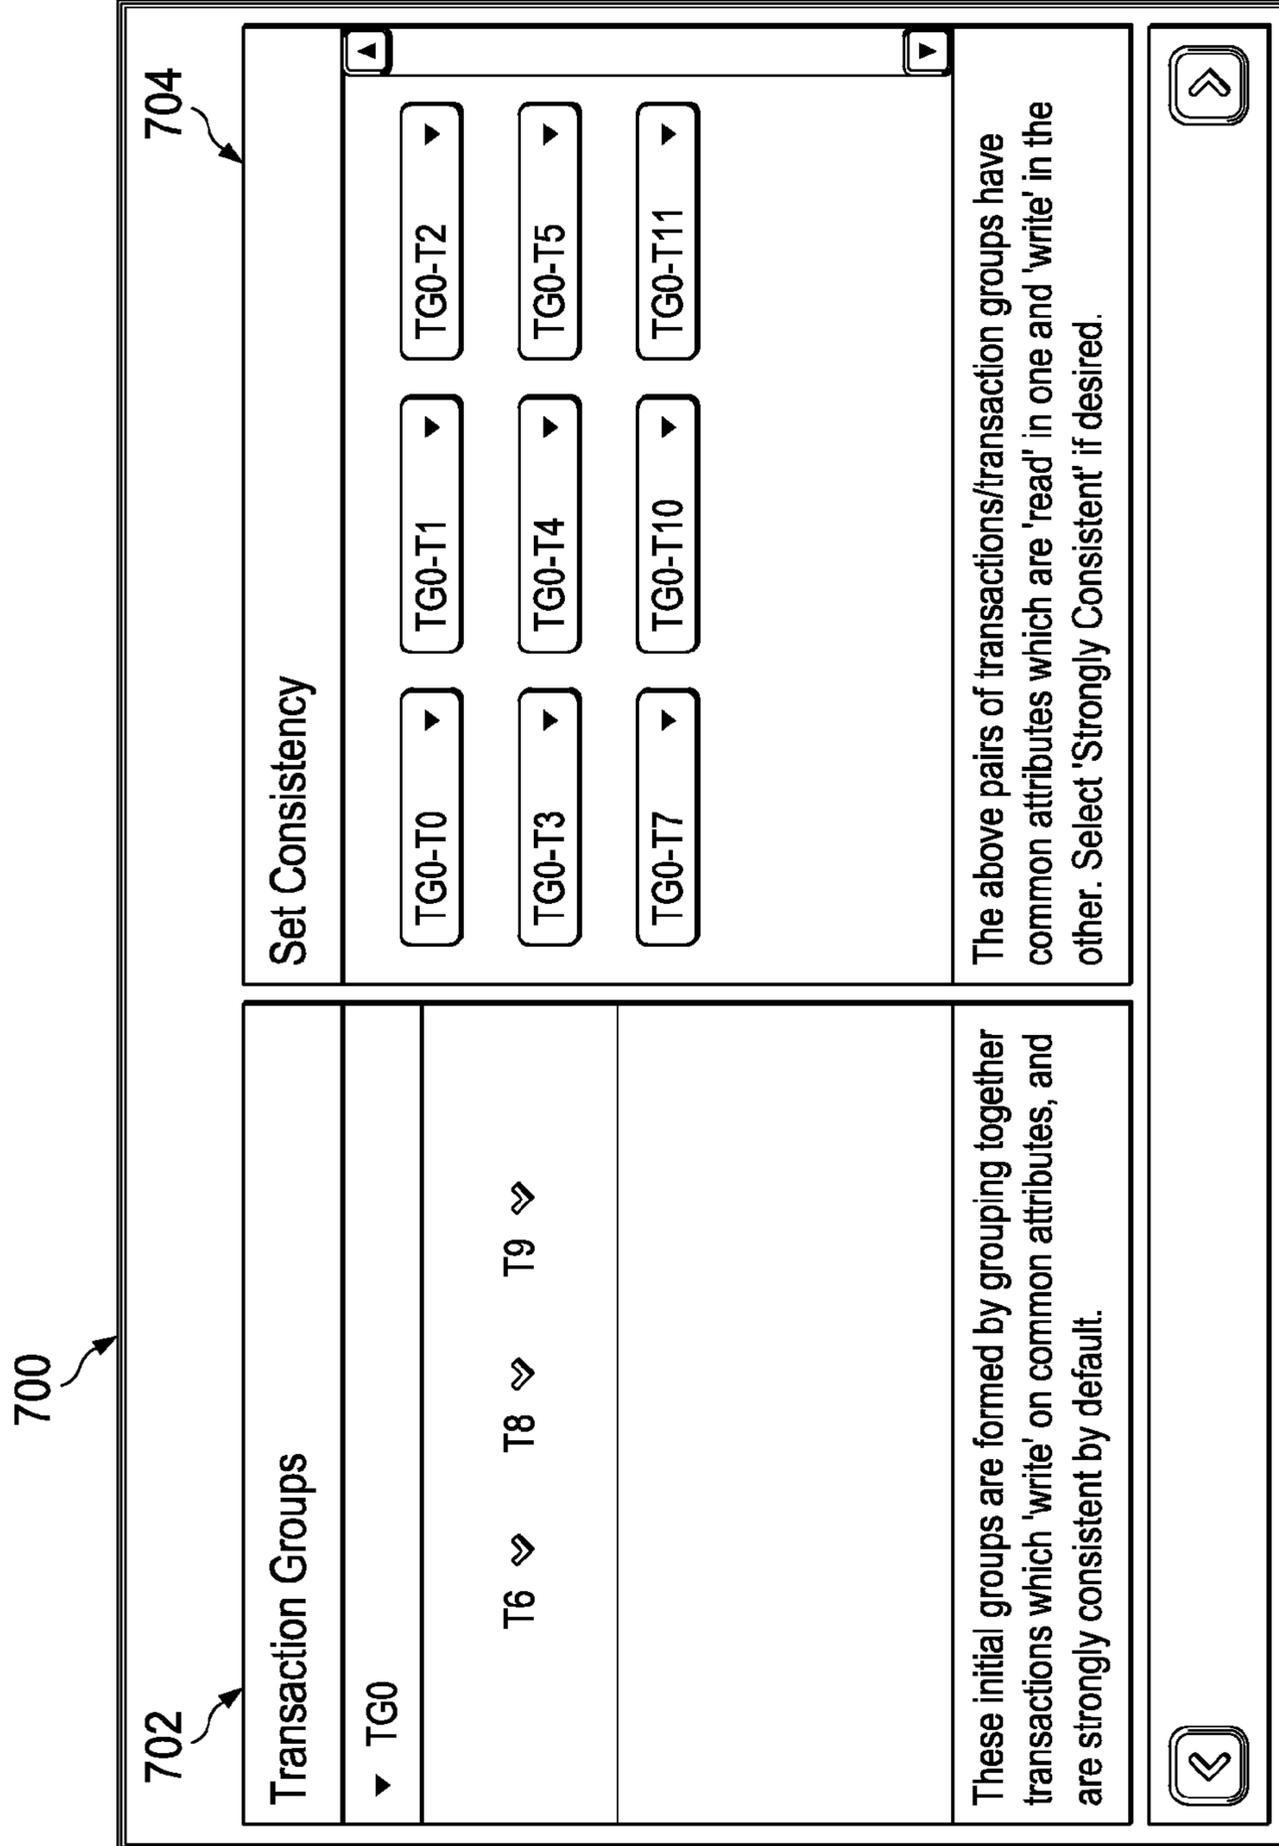 700
702
704
Transaction Groups
TG0
T6
T8
T9
These initial groups are formed by grouping together
transactions which 'write' on common attributes, and
are strongly consistent by default.
Set Consistency
TG0-T0
TG0-T1
TG0-T2
TG0-T3
TG0-T4
TG0-T5
TG0-T7
TG0-T10
TG0-T11
The above pairs of transactions/transaction groups have
common attributes which are 'read' in one and 'write' in the
other. Select 'Strongly Consistent' if desired.